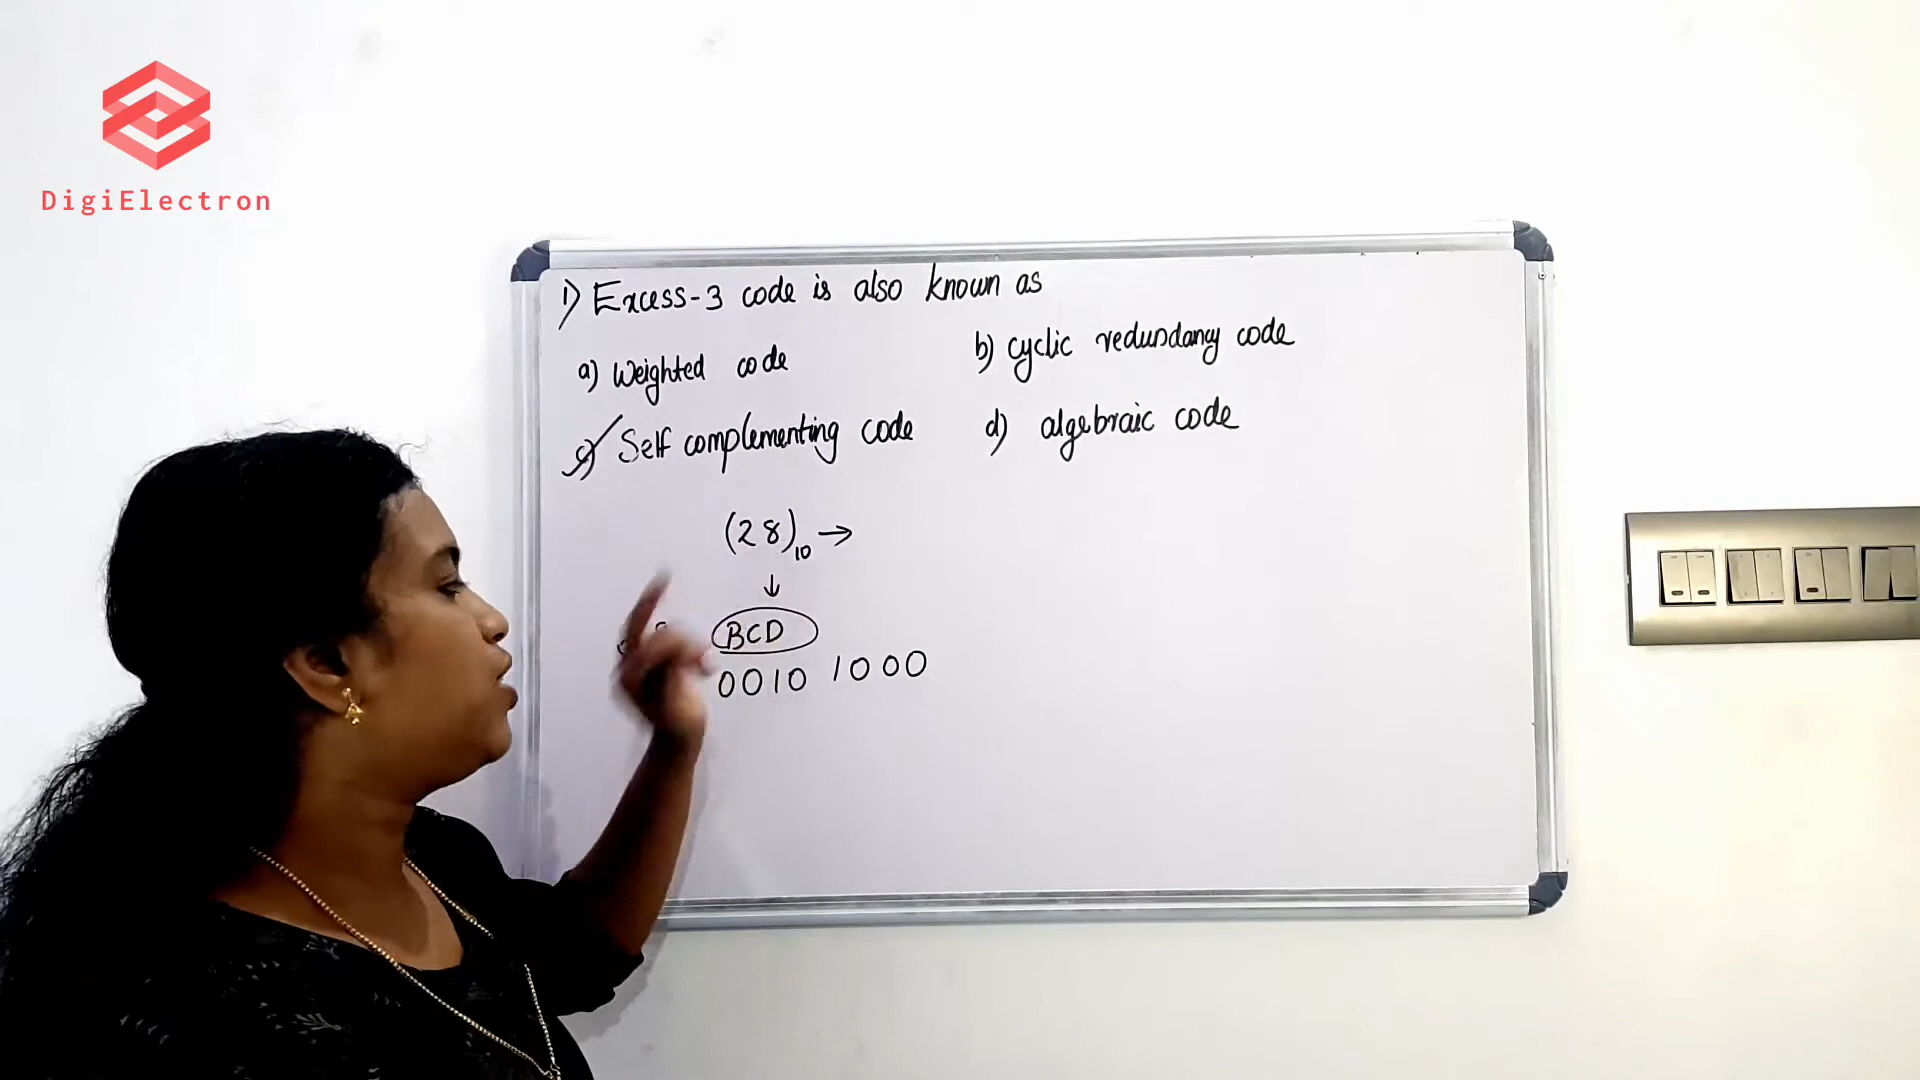 DigiElectron
1) Excess-3 code is also known as
a) Weighted code
b) cyclic redundancy code
c) Self complementing code
d) algebraic code
(28)10 →
↓
BCD
0010 1000